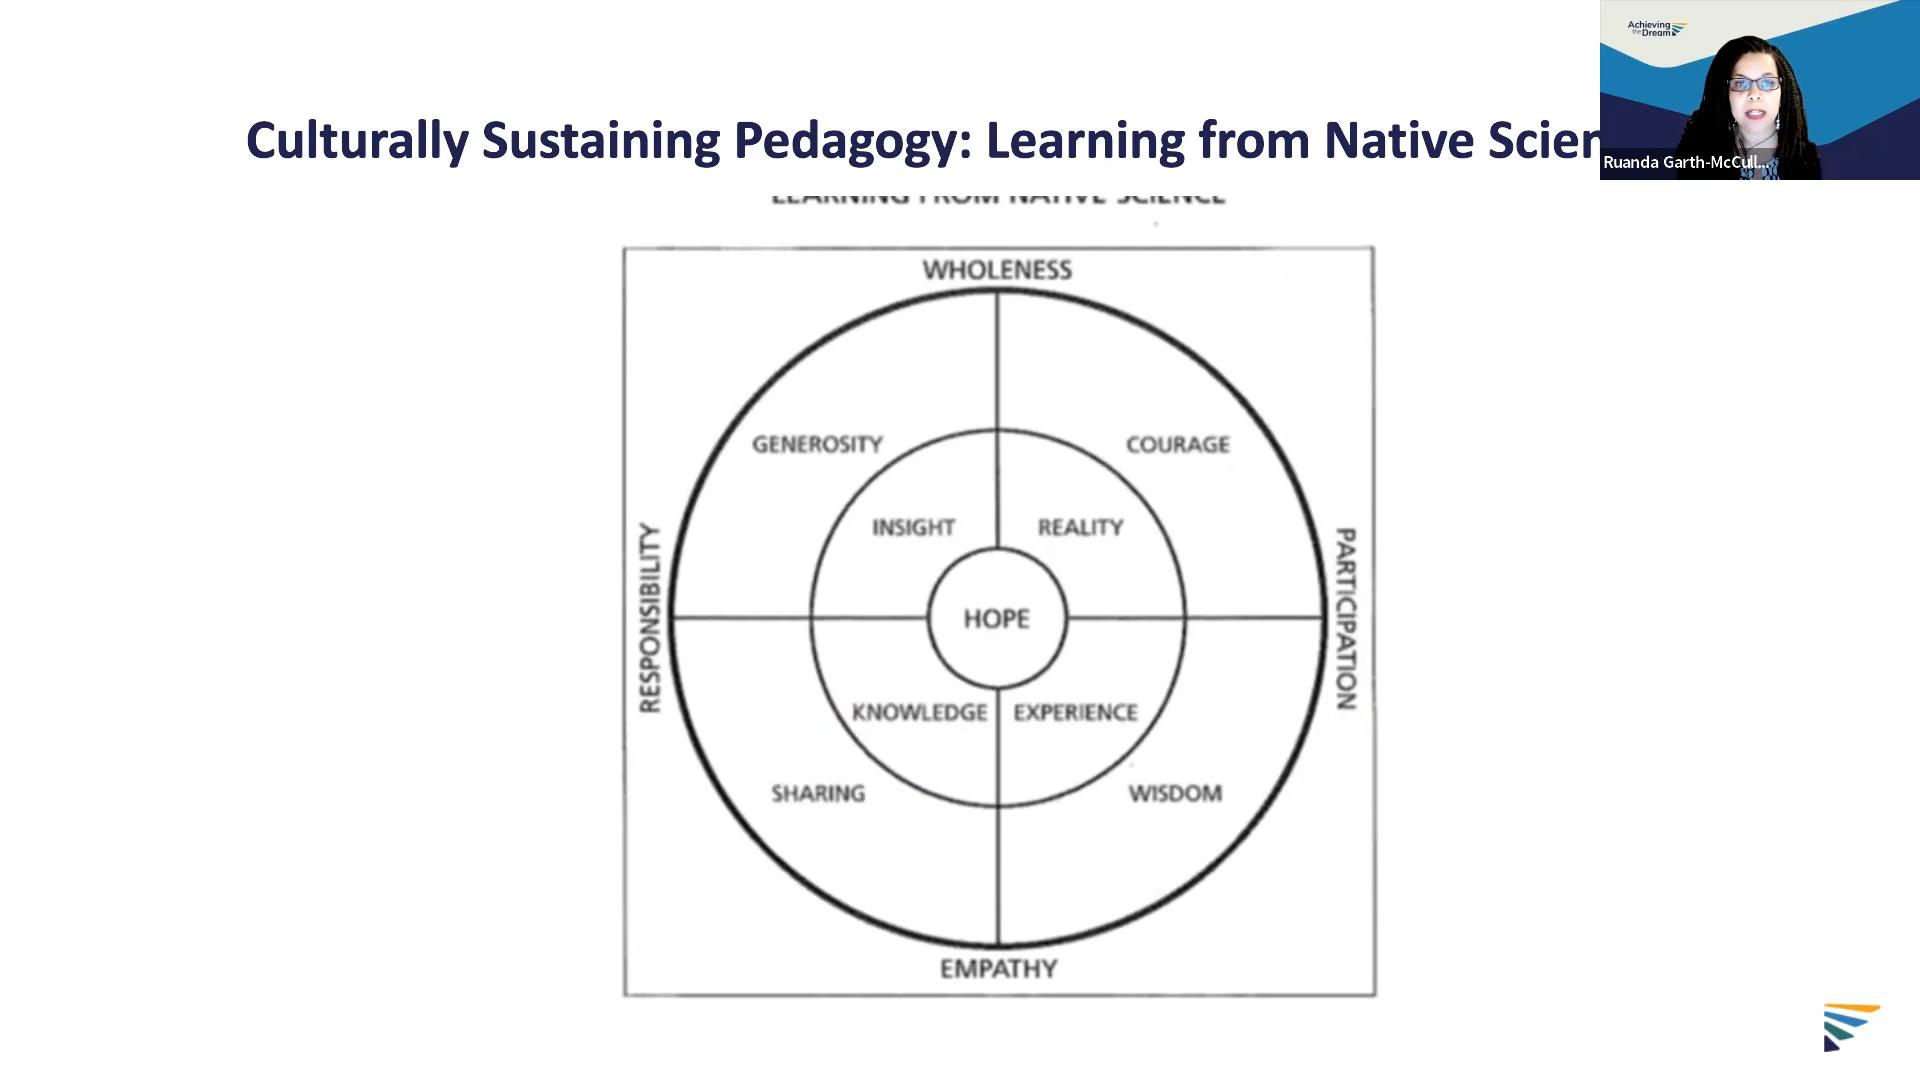 Achieving
the Dream
Culturally Sustaining Pedagogy: Learning from Native Scien
Ruanda Garth-McCull...
LEARNING FROM NATIVE SCIENCE
WHOLENESS
GENEROSITY
COURAGE
INSIGHT
REALITY
RESPONSIBILITY
HOPE
PARTICIPATION
KNOWLEDGE
EXPERIENCE
SHARING
WISDOM
EMPATHY